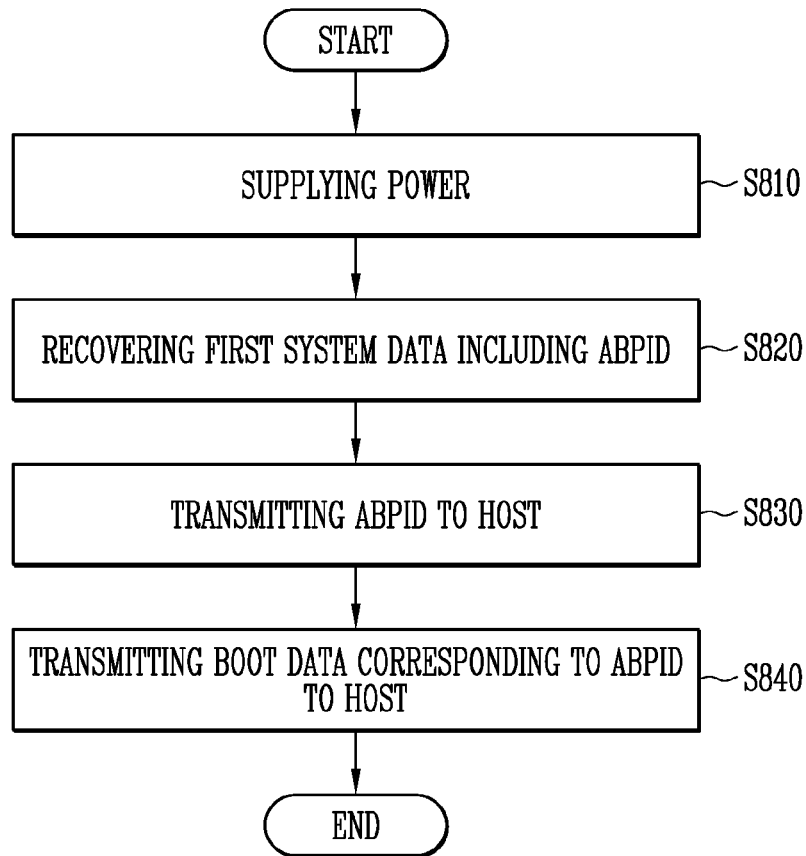 START
SUPPLYING POWER
S810
RECOVERING FIRST SYSTEM DATA INCLUDING ABPID
S820
TRANSMITTING ABPID TO HOST
S830
TRANSMITTING BOOT DATA CORRESPONDING TO ABPID
TO HOST
S840
END